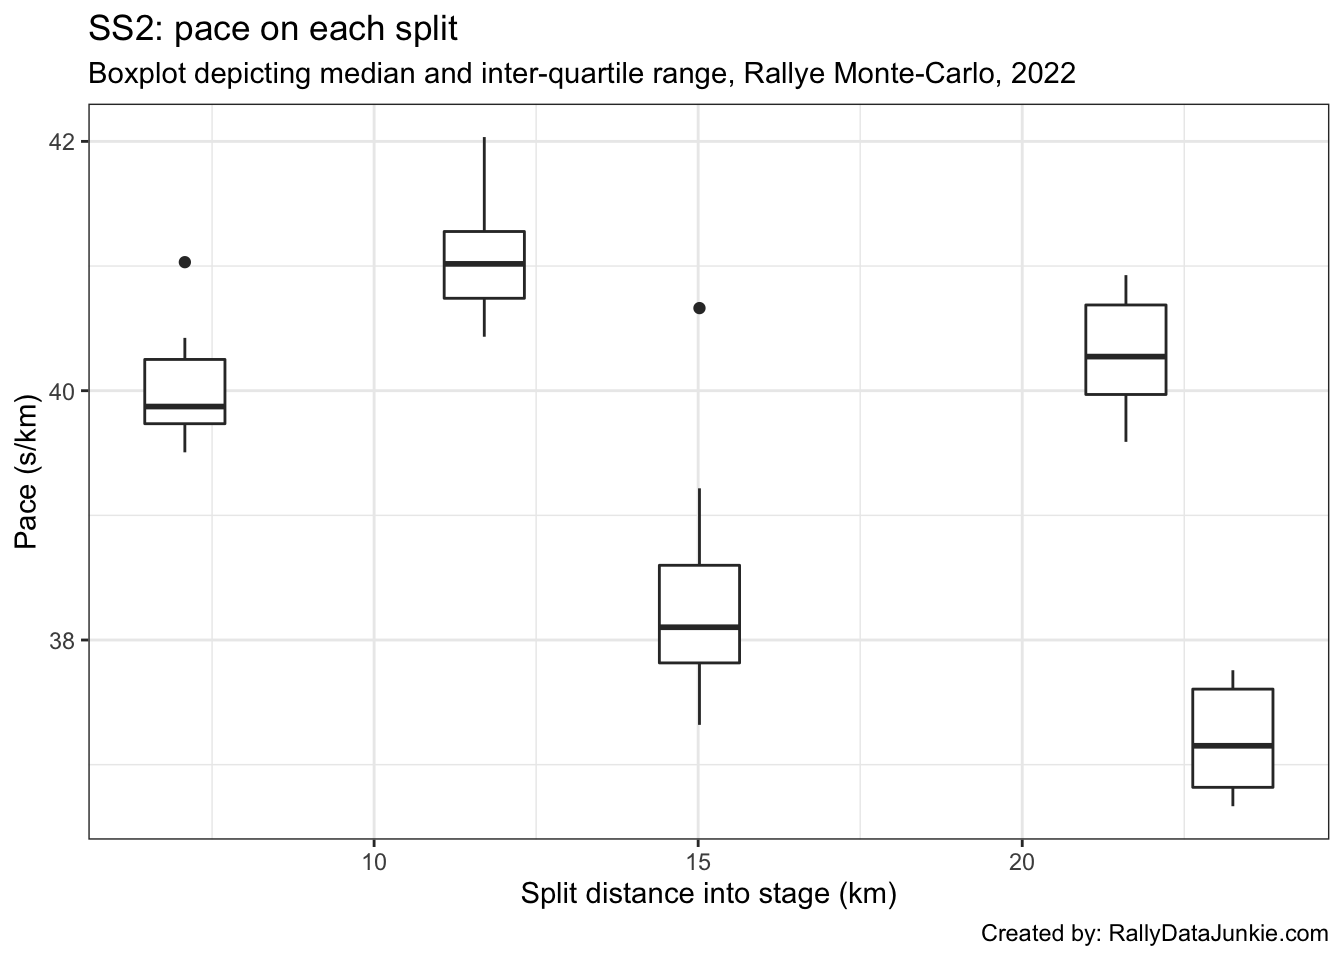 SS2: pace on each split
Boxplot depicting median and inter-quartile range, Rallye Monte-Carlo, 2022
42
40
38
Pace (s/km)
10 15 20
Split distance into stage (km)
Created by: RallyDataJunkie.com